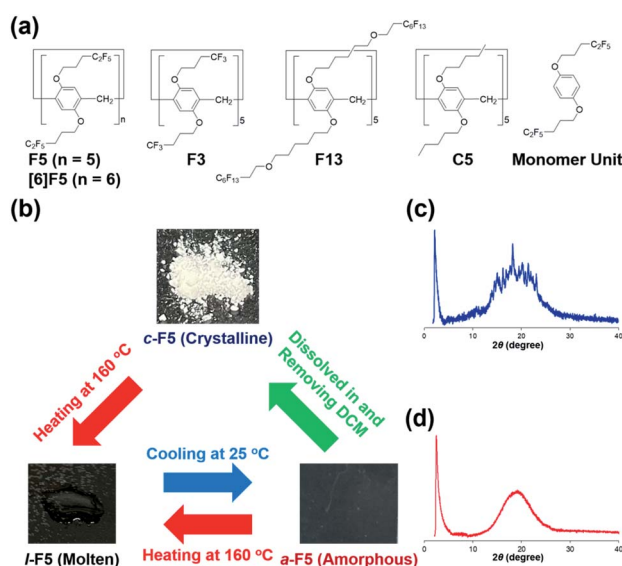 (a)
C₆F₁₃
C₂F₅ CF₃ C₂F₅
O O O O O
CH₂ CH₂ CH₂ CH₂
n 5 5 5
O O O O O
C₂F₅ CF₃ C₆F₁₃ C₂F₅
F5 (n = 5) F3 F13 C5 Monomer Unit
[6]F5 (n = 6)
(b)
c-F5 (Crystalline)
Heating at 160 °C
Dissolved in and
Removing DCM
Cooling at 25 °C
Heating at 160 °C
l-F5 (Molten)
a-F5 (Amorphous)
(c)
0 10 20 30 40
2θ (degree)
(d)
0 10 20 30 40
2θ (degree)